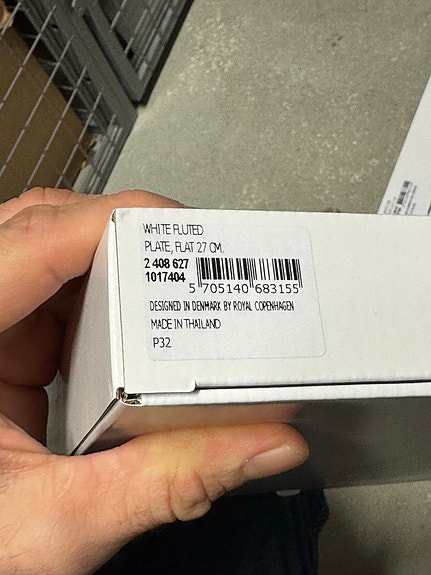 WHITE FLUTED
PLATE, FLAT 27 CM.
2 408 627
1017404
5 705140 683155
DESIGNED IN DENMARK BY ROYAL COPENHAGEN
MADE IN THAILAND
P32